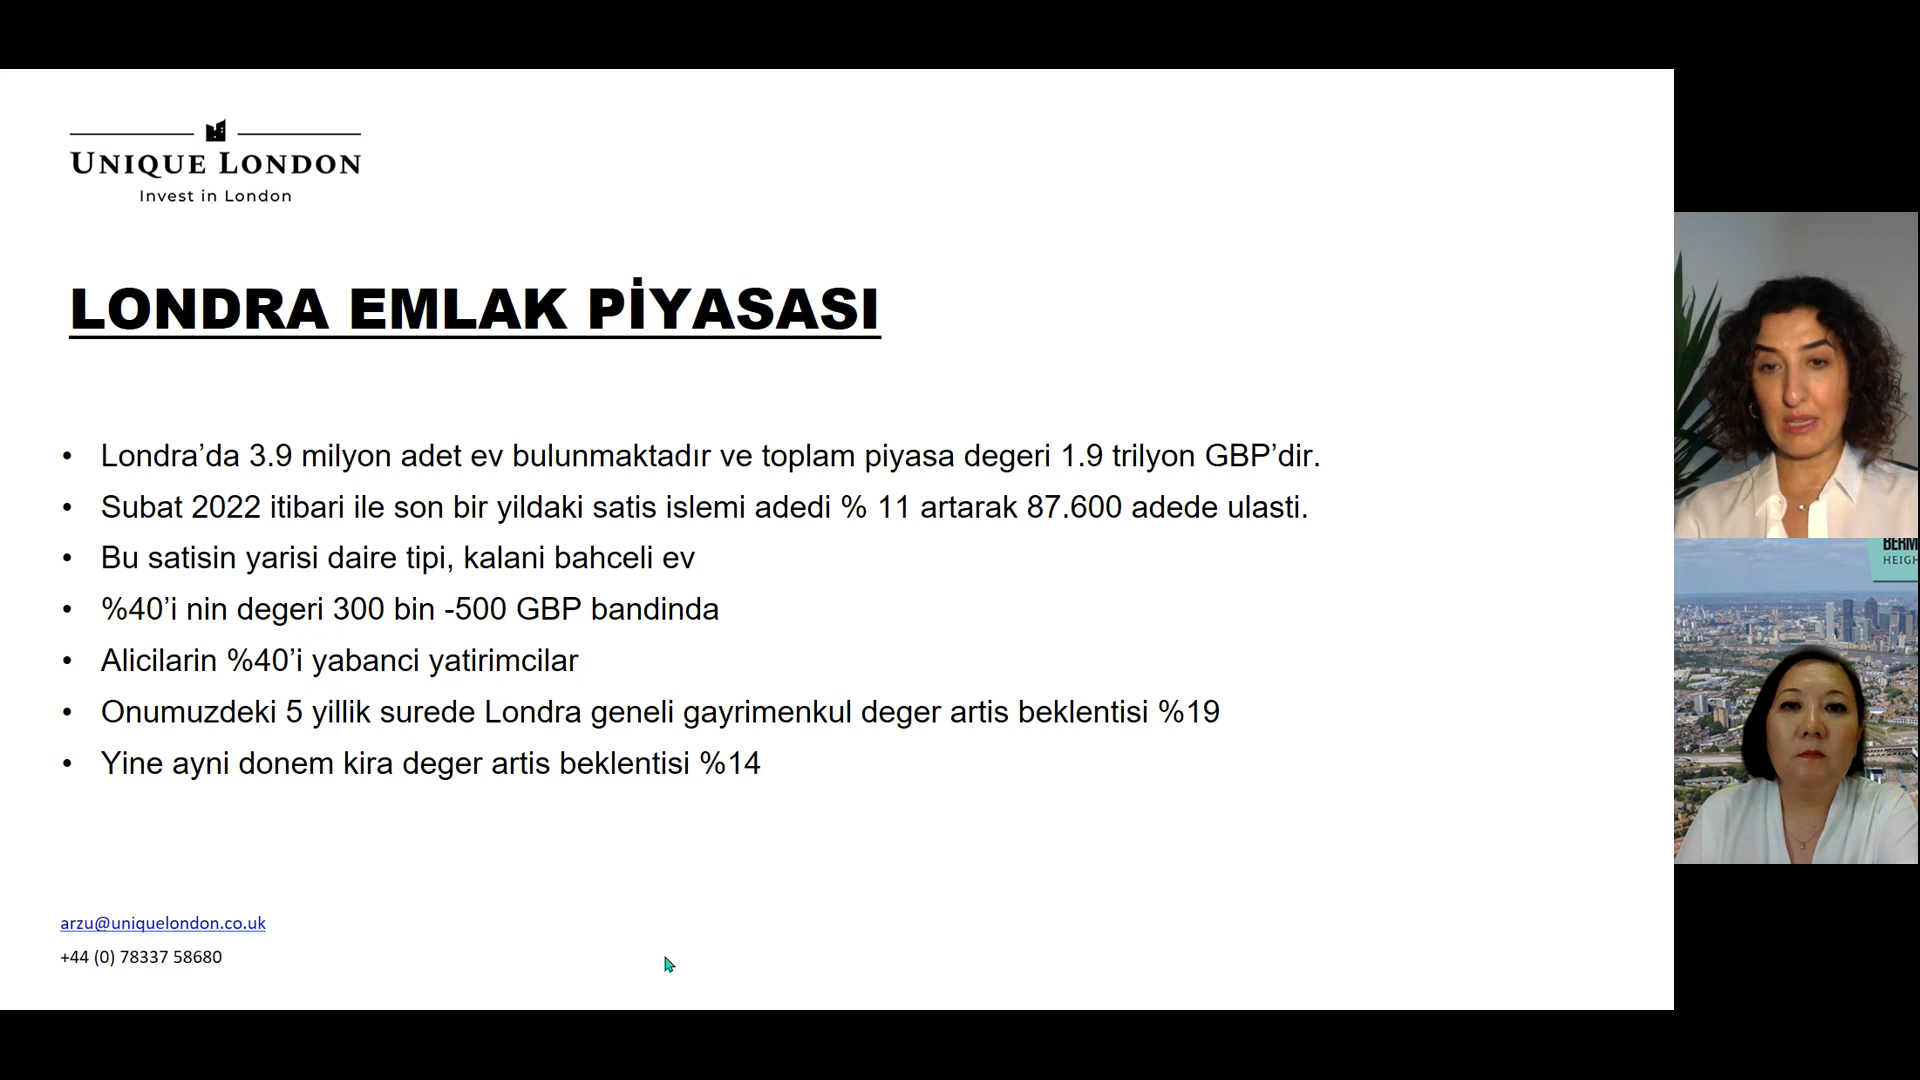 UNIQUE LONDON
Invest in London
LONDRA EMLAK PİYASASI
• Londra’da 3.9 milyon adet ev bulunmaktadır ve toplam piyasa degeri 1.9 trilyon GBP’dir.
• Subat 2022 itibari ile son bir yildaki satis islemi adedi % 11 artarak 87.600 adede ulasti.
• Bu satisin yarisi daire tipi, kalani bahceli ev
• %40’i nin degeri 300 bin -500 GBP bandinda
• Alicilarin %40’i yabanci yatirimcilar
• Onumuzdeki 5 yillik surede Londra geneli gayrimenkul deger artis beklentisi %19
• Yine ayni donem kira deger artis beklentisi %14
arzu@uniquelondon.co.uk
+44 (0) 78337 58680